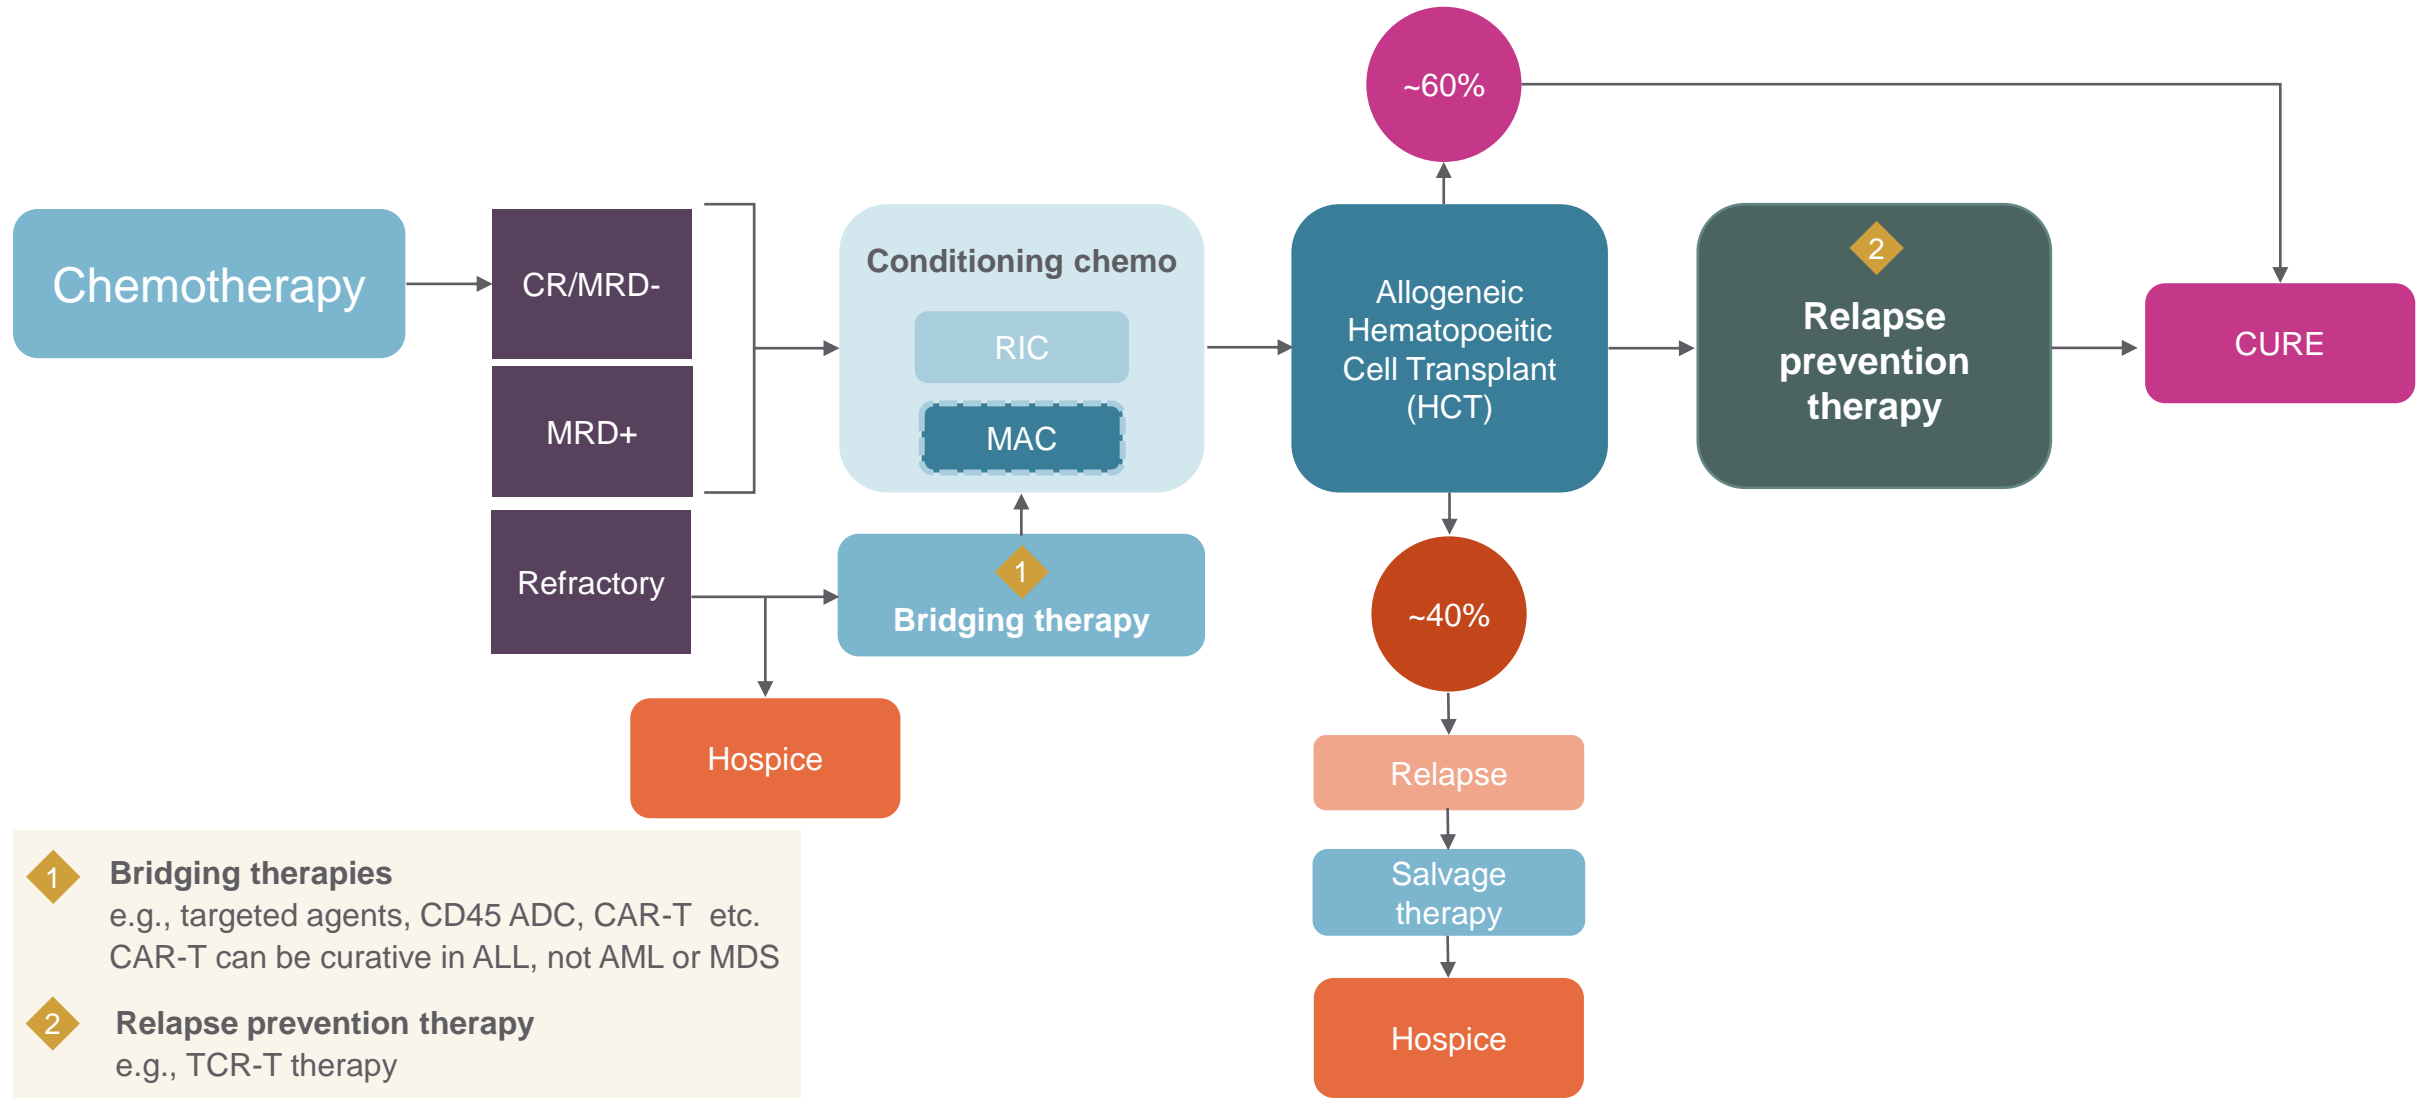 ~60%
Chemotherapy
CR/MRD-
MRD+
Refractory
Conditioning chemo
RIC
MAC
1
Bridging therapy
Hospice
Allogeneic
Hematopoeitic
Cell Transplant
(HCT)
2
Relapse
prevention
therapy
CURE
~40%
Relapse
Salvage
therapy
Hospice
1
Bridging therapies
e.g., targeted agents, CD45 ADC, CAR-T etc.
CAR-T can be curative in ALL, not AML or MDS
2
Relapse prevention therapy
e.g., TCR-T therapy